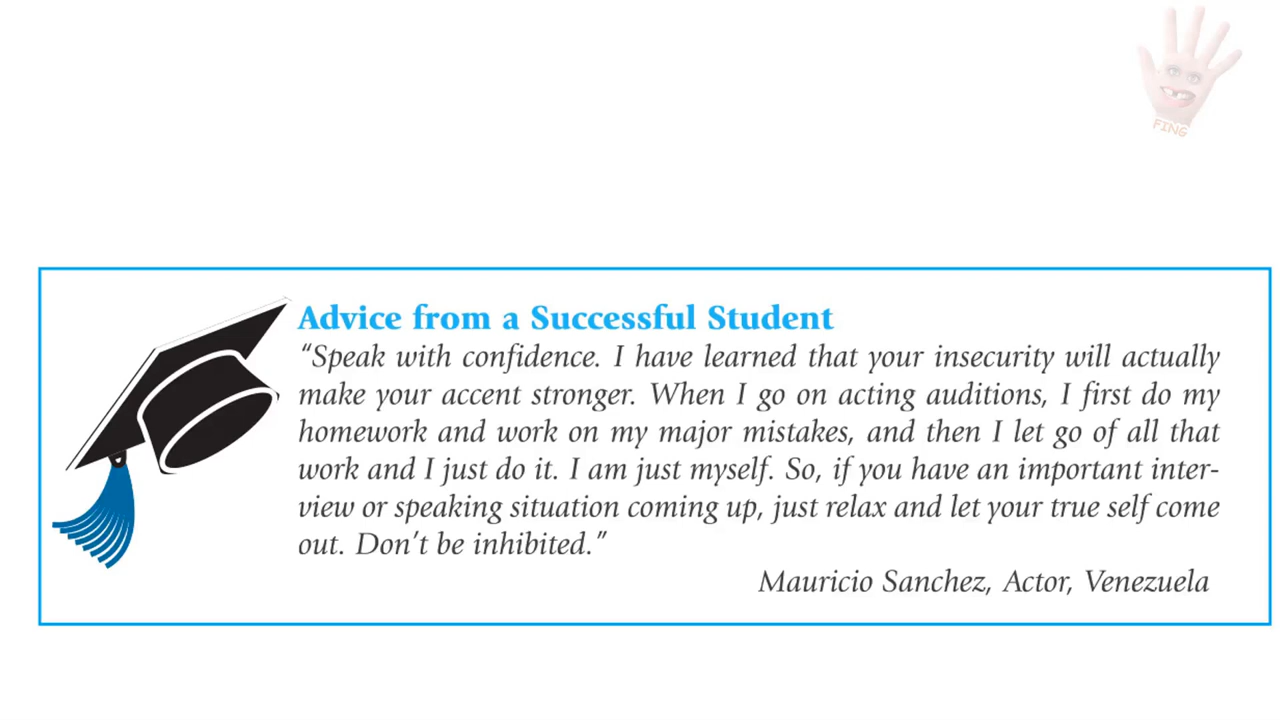 FING
Advice from a Successful Student
“Speak with confidence. I have learned that your insecurity will actually
make your accent stronger. When I go on acting auditions, I first do my
homework and work on my major mistakes, and then I let go of all that
work and I just do it. I am just myself. So, if you have an important inter-
view or speaking situation coming up, just relax and let your true self come
out. Don’t be inhibited.”
Mauricio Sanchez, Actor, Venezuela